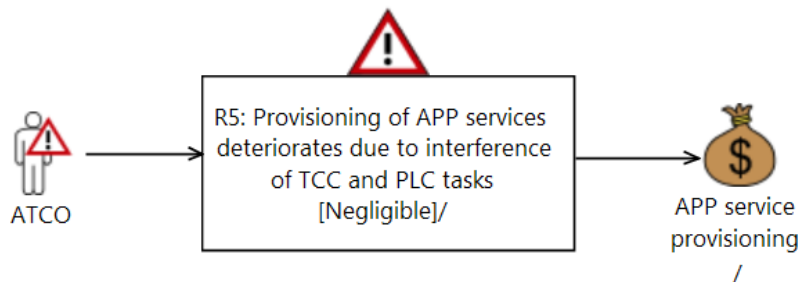 R5: Provisioning of APP services
deteriorates due to interference
of TCC and PLC tasks
[Negligible]/
ATCO
$
APP service
provisioning
/